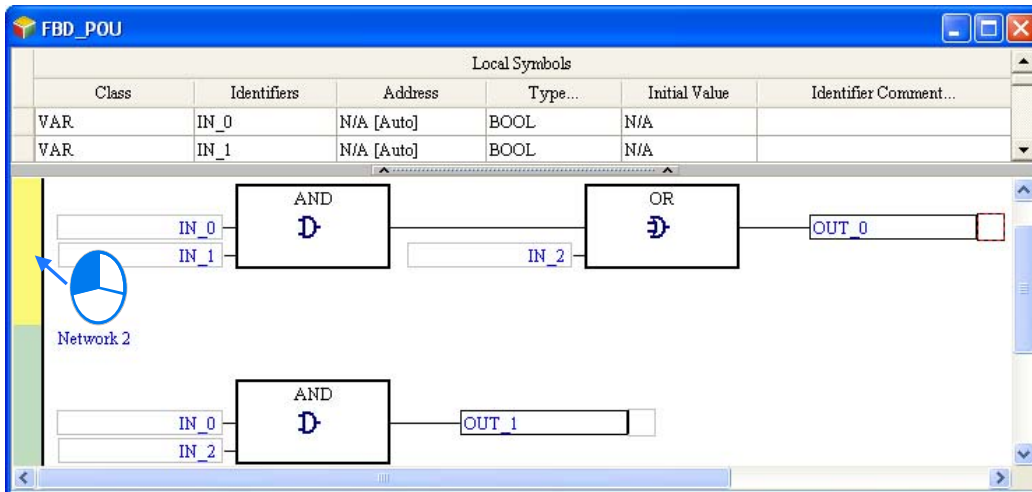 FBD_POU
Local Symbols
Class Identifiers Address Type... Initial Value Identifier Comment...
VAR IN_0 N/A [Auto] BOOL N/A
VAR IN_1 N/A [Auto] BOOL N/A
AND OR
IN_0 OUT_0
IN_1 IN_2
Network 2
AND
IN_0 OUT_1
IN_2